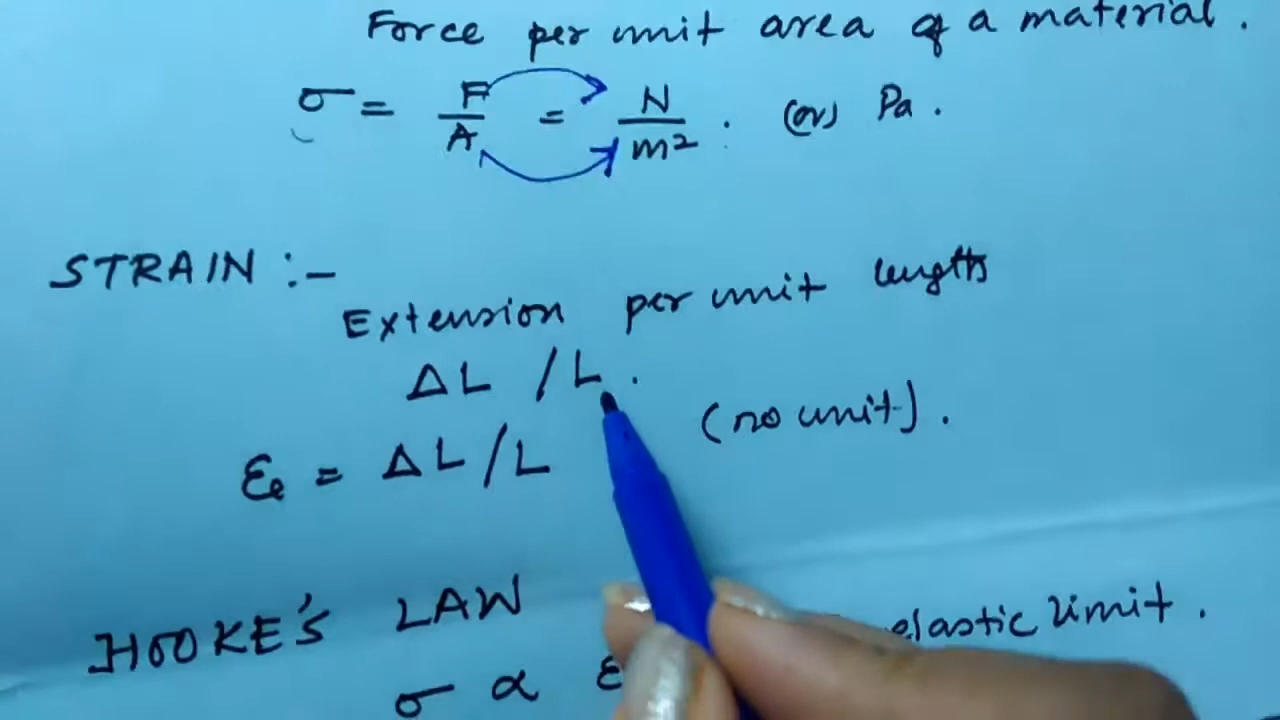 Force per unit area of a material.
σ = F/A = N/m² . (or) Pa.
STRAIN :-
Extension per unit length
ΔL / L.
(no unit).
εe = ΔL/L
HOOKE'S LAW elastic limit.
σ α ε